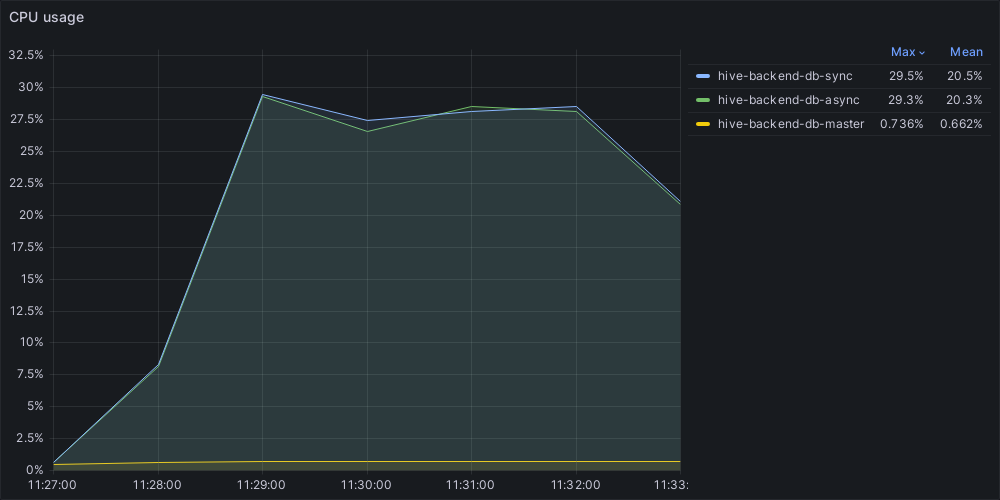 CPU usage
32.5%
30%
27.5%
25%
22.5%
20%
17.5%
15%
12.5%
10%
7.5%
5%
2.5%
0%
11:27:00 11:28:00 11:29:00 11:30:00 11:31:00 11:32:00 11:33:
Max Mean
hive-backend-db-sync 29.5% 20.5%
hive-backend-db-async 29.3% 20.3%
hive-backend-db-master 0.736% 0.662%